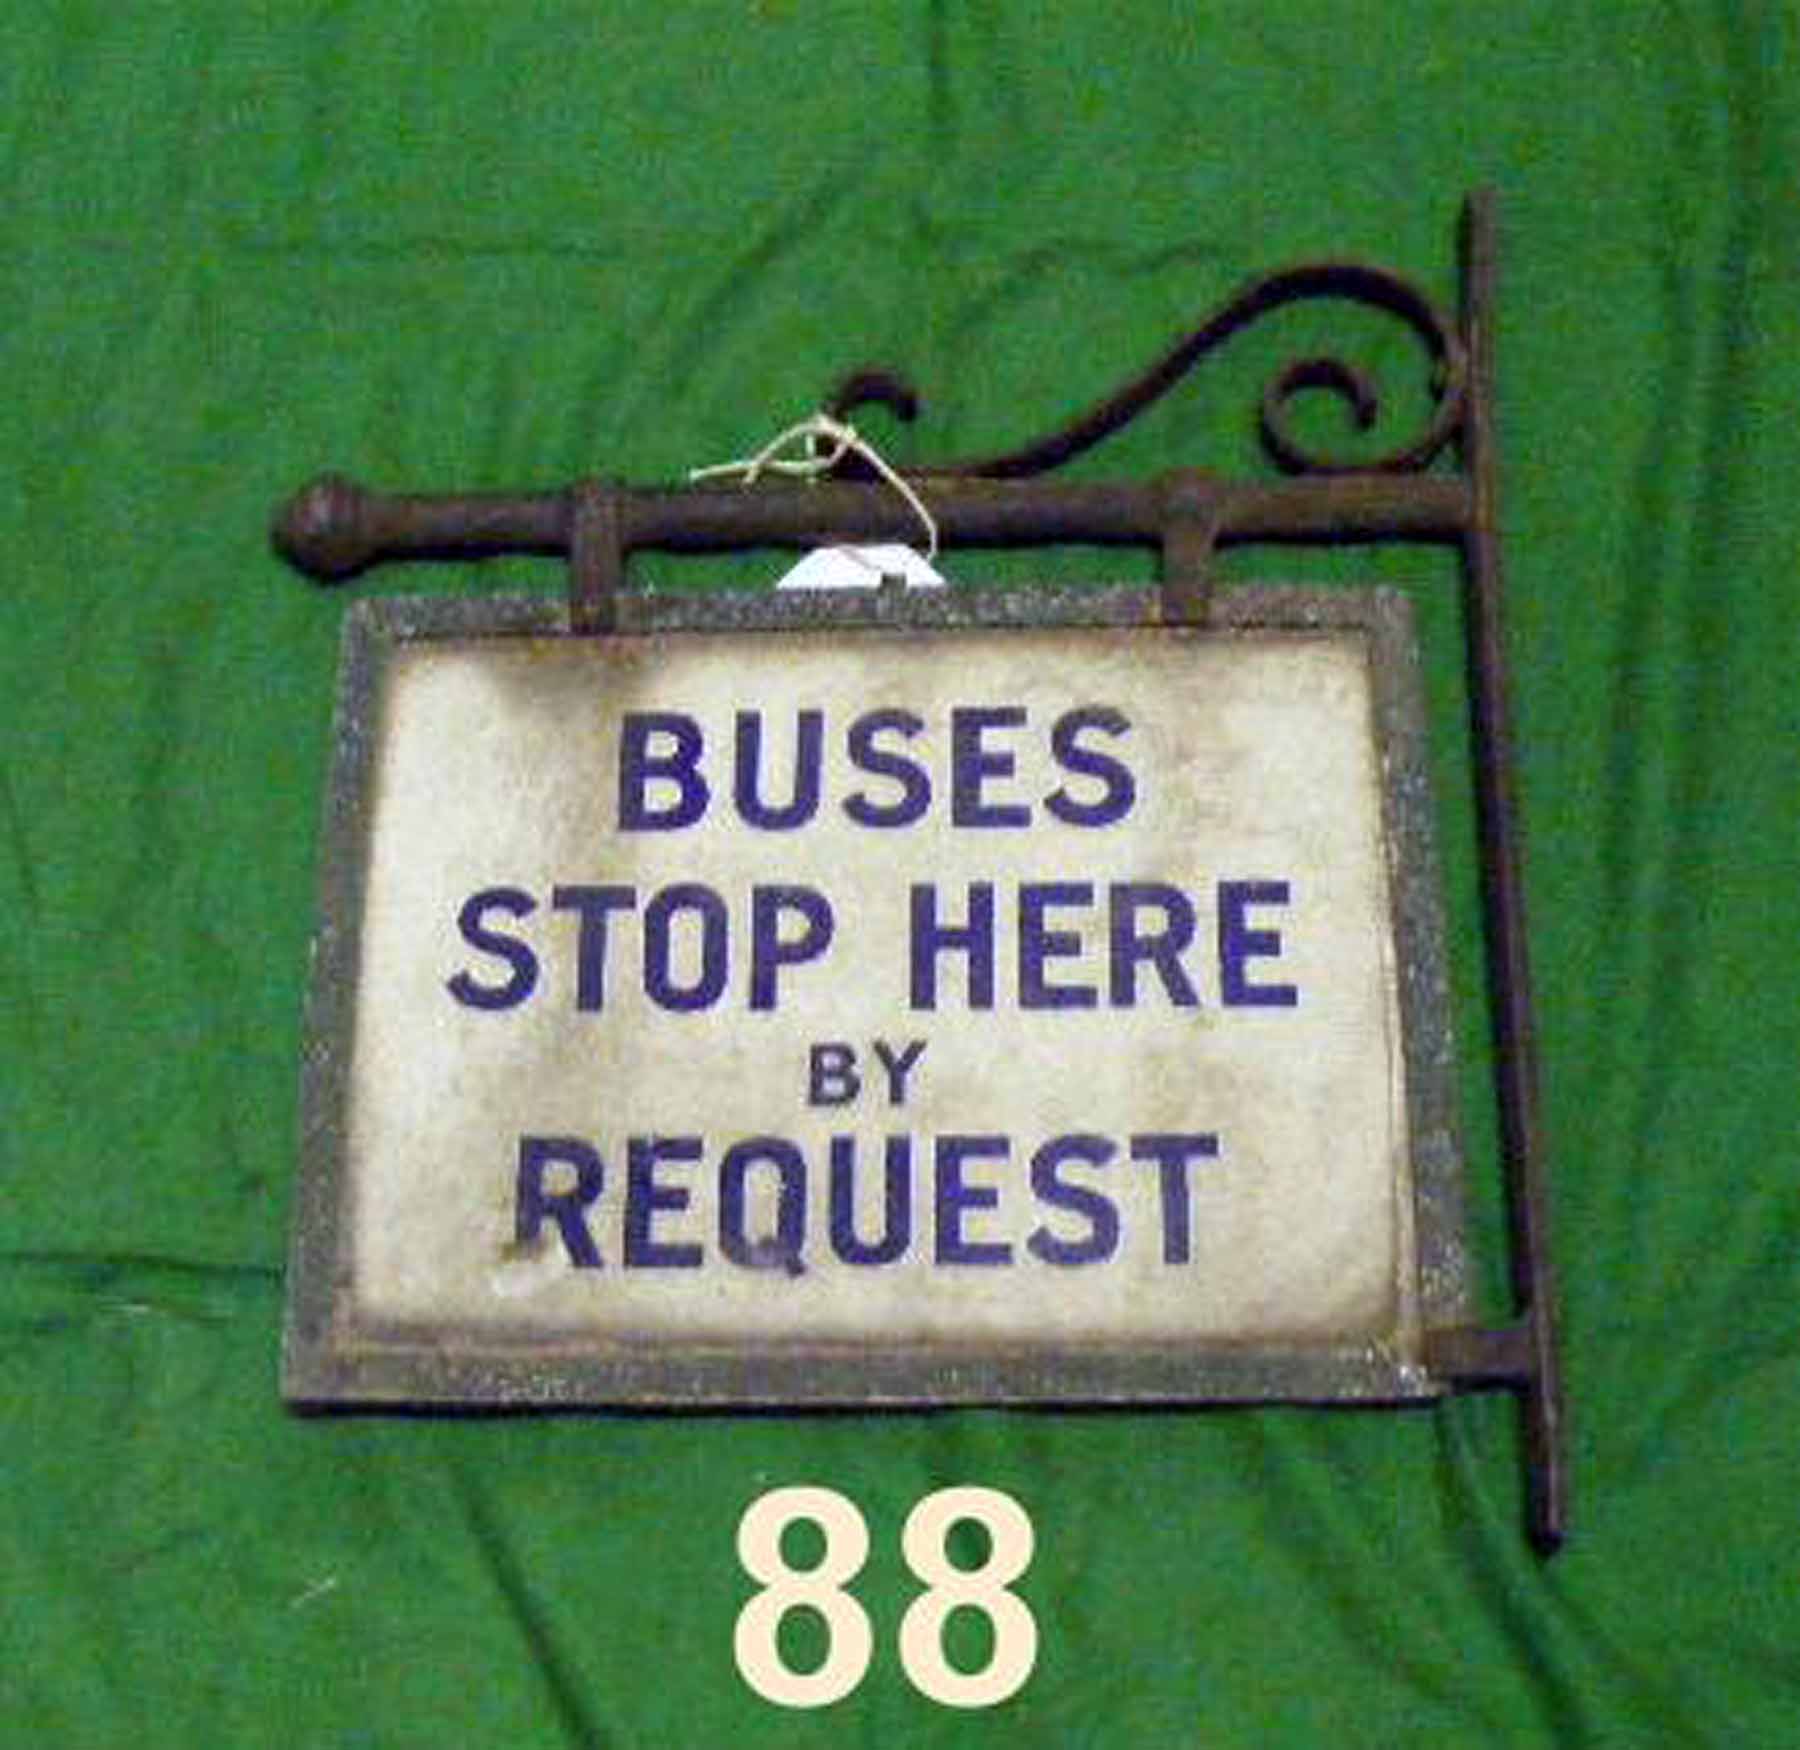 BUSES
STOP HERE
BY
REQUEST
88